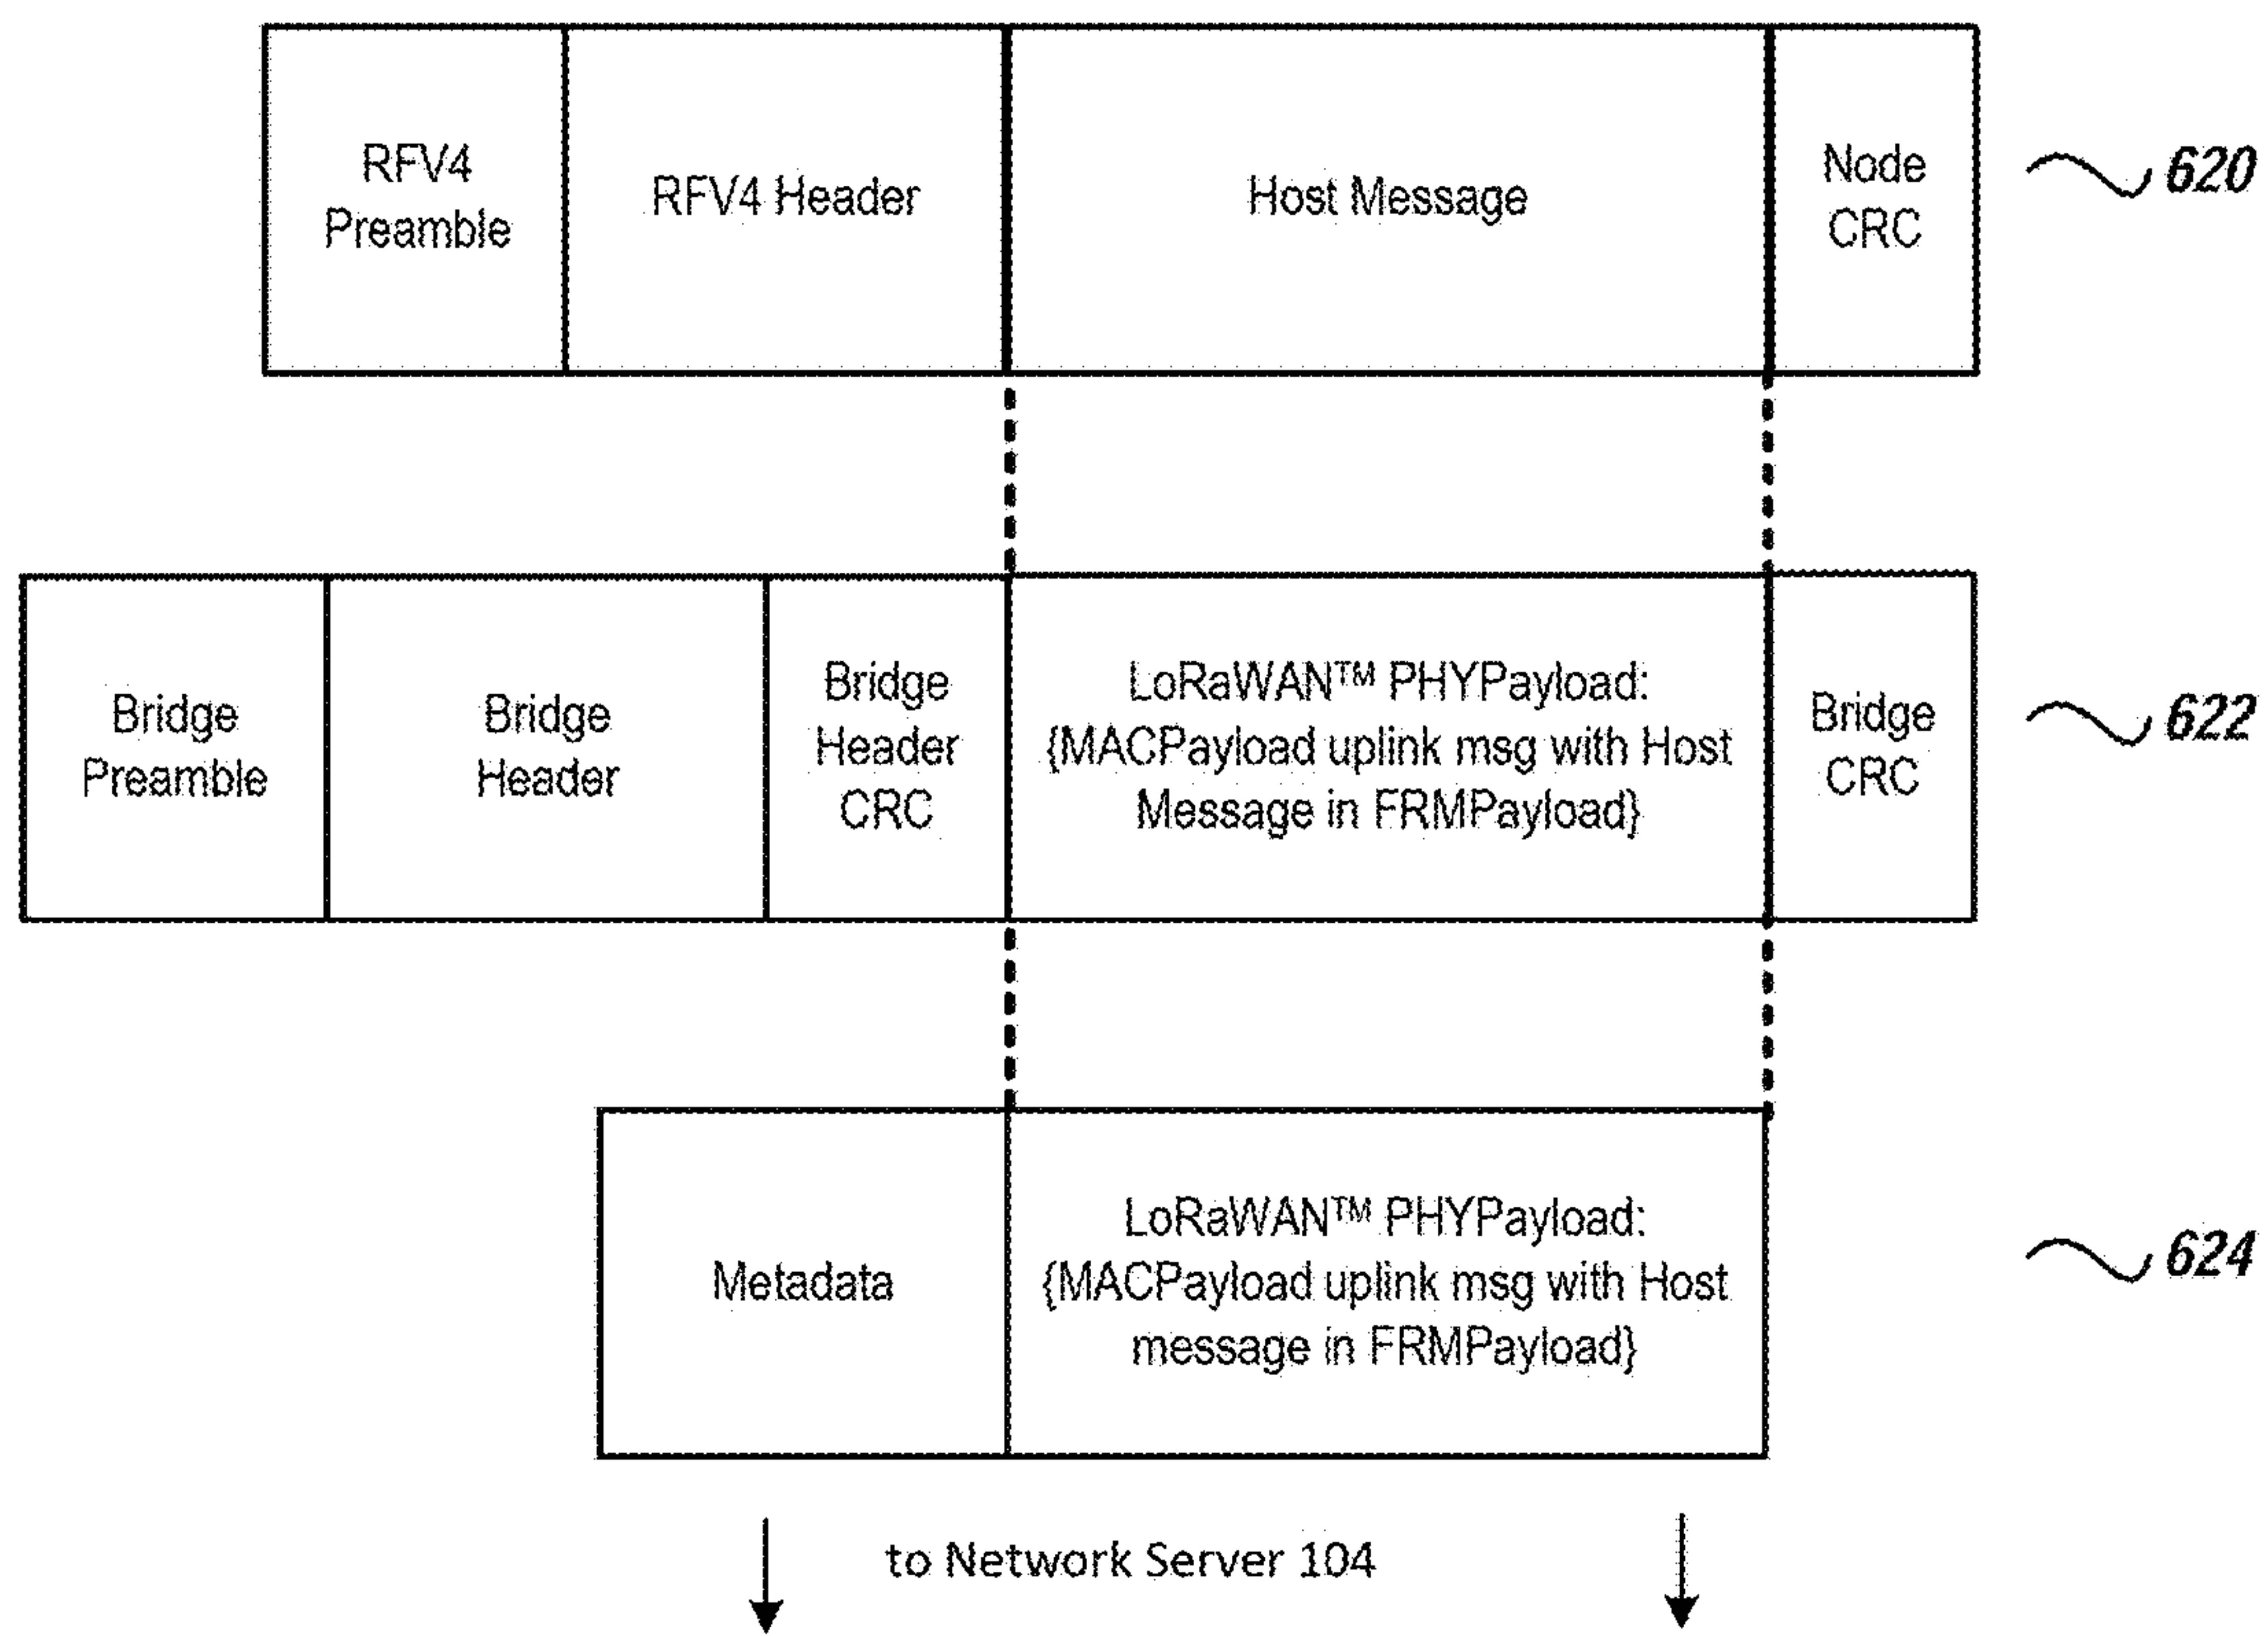 RFV4
Preamble
RFV4 Header
Host Message
Node
CRC
620
Bridge
Preamble
Bridge
Header
Bridge
Header
CRC
LoRaWAN™ PHYPayload:
{MACPayload uplink msg with Host
Message in FRMPayload}
Bridge
CRC
622
Metadata
LoRaWAN™ PHYPayload:
{MACPayload uplink msg with Host
message in FRMPayload}
624
to Network Server 104